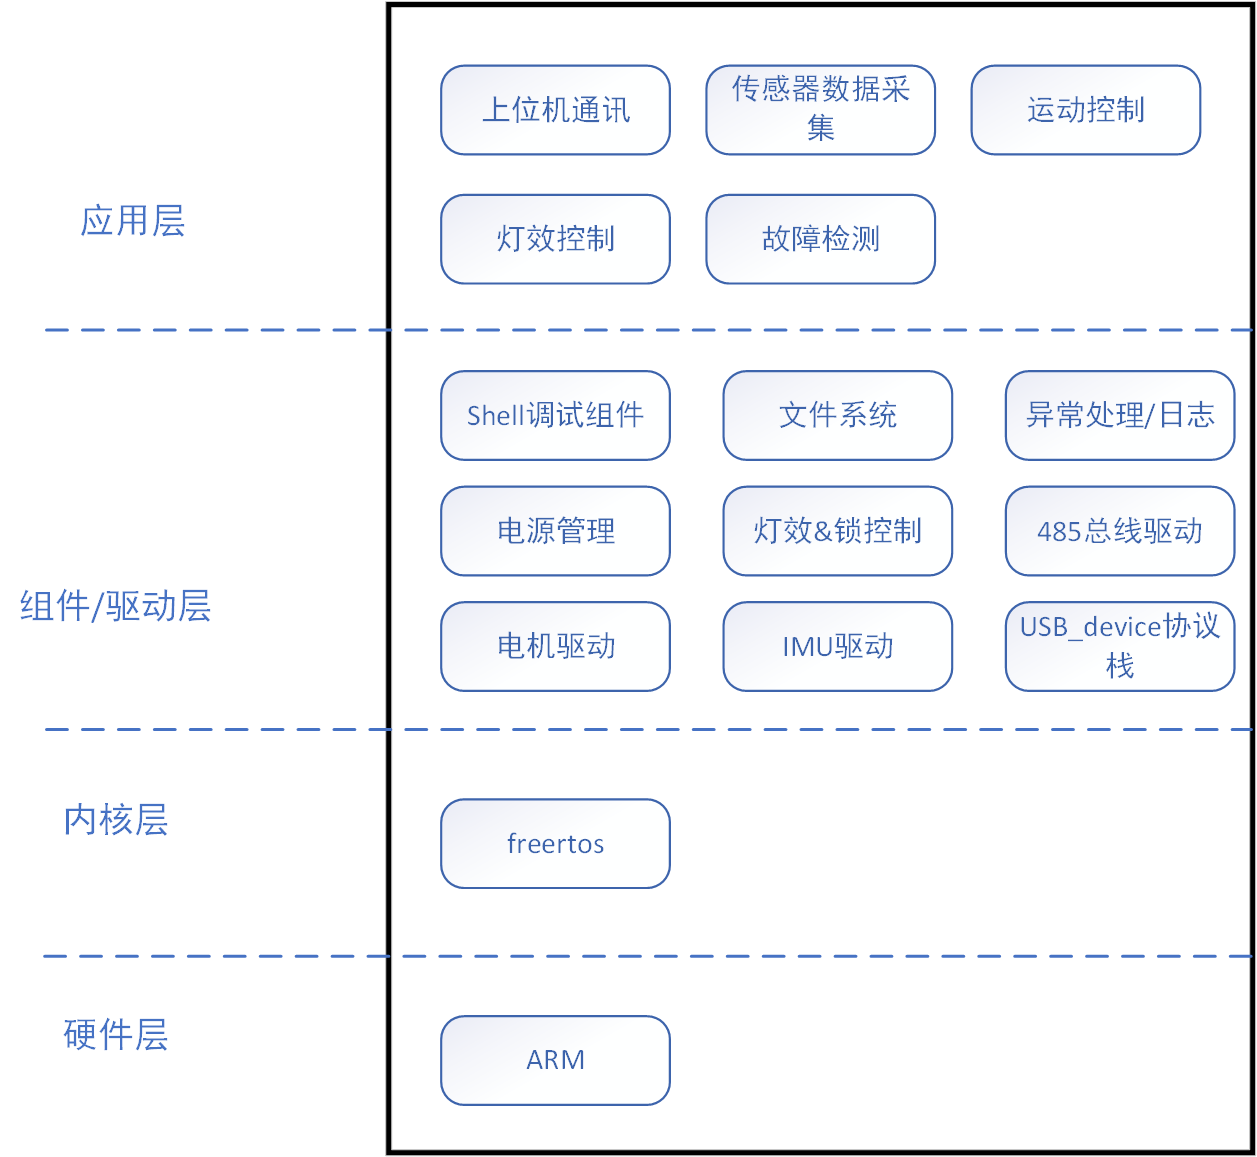 应用层
上位机通讯
传感器数据采
集
运动控制
灯效控制
故障检测
组件/驱动层
Shell调试组件
文件系统
异常处理/日志
电源管理
灯效&锁控制
485总线驱动
电机驱动
IMU驱动
USB_device协议
栈
内核层
freertos
硬件层
ARM